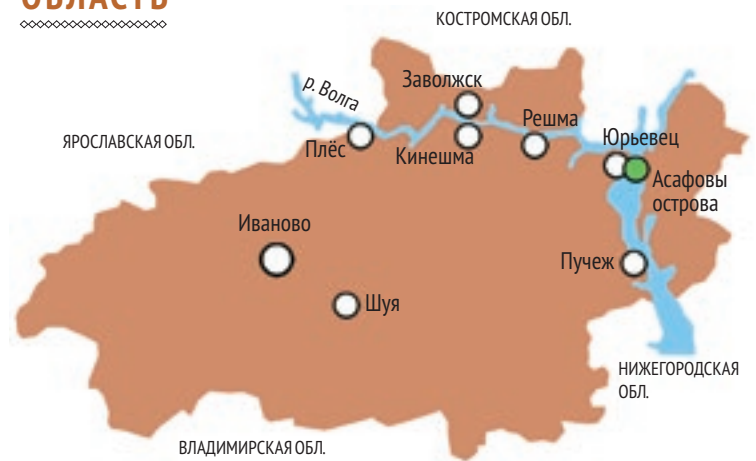 ОБЛАСТЬ
КОСТРОМСКАЯ ОБЛ.
Заволжск
р. Волга
Решма
ЯРОСЛАВСКАЯ ОБЛ.
Плёс
Кинешма
Юрьевец
Асафовы
острова
Иваново
Пучеж
Шуя
НИЖЕГОРОДСКАЯ
ОБЛ.
ВЛАДИМИРСКАЯ ОБЛ.